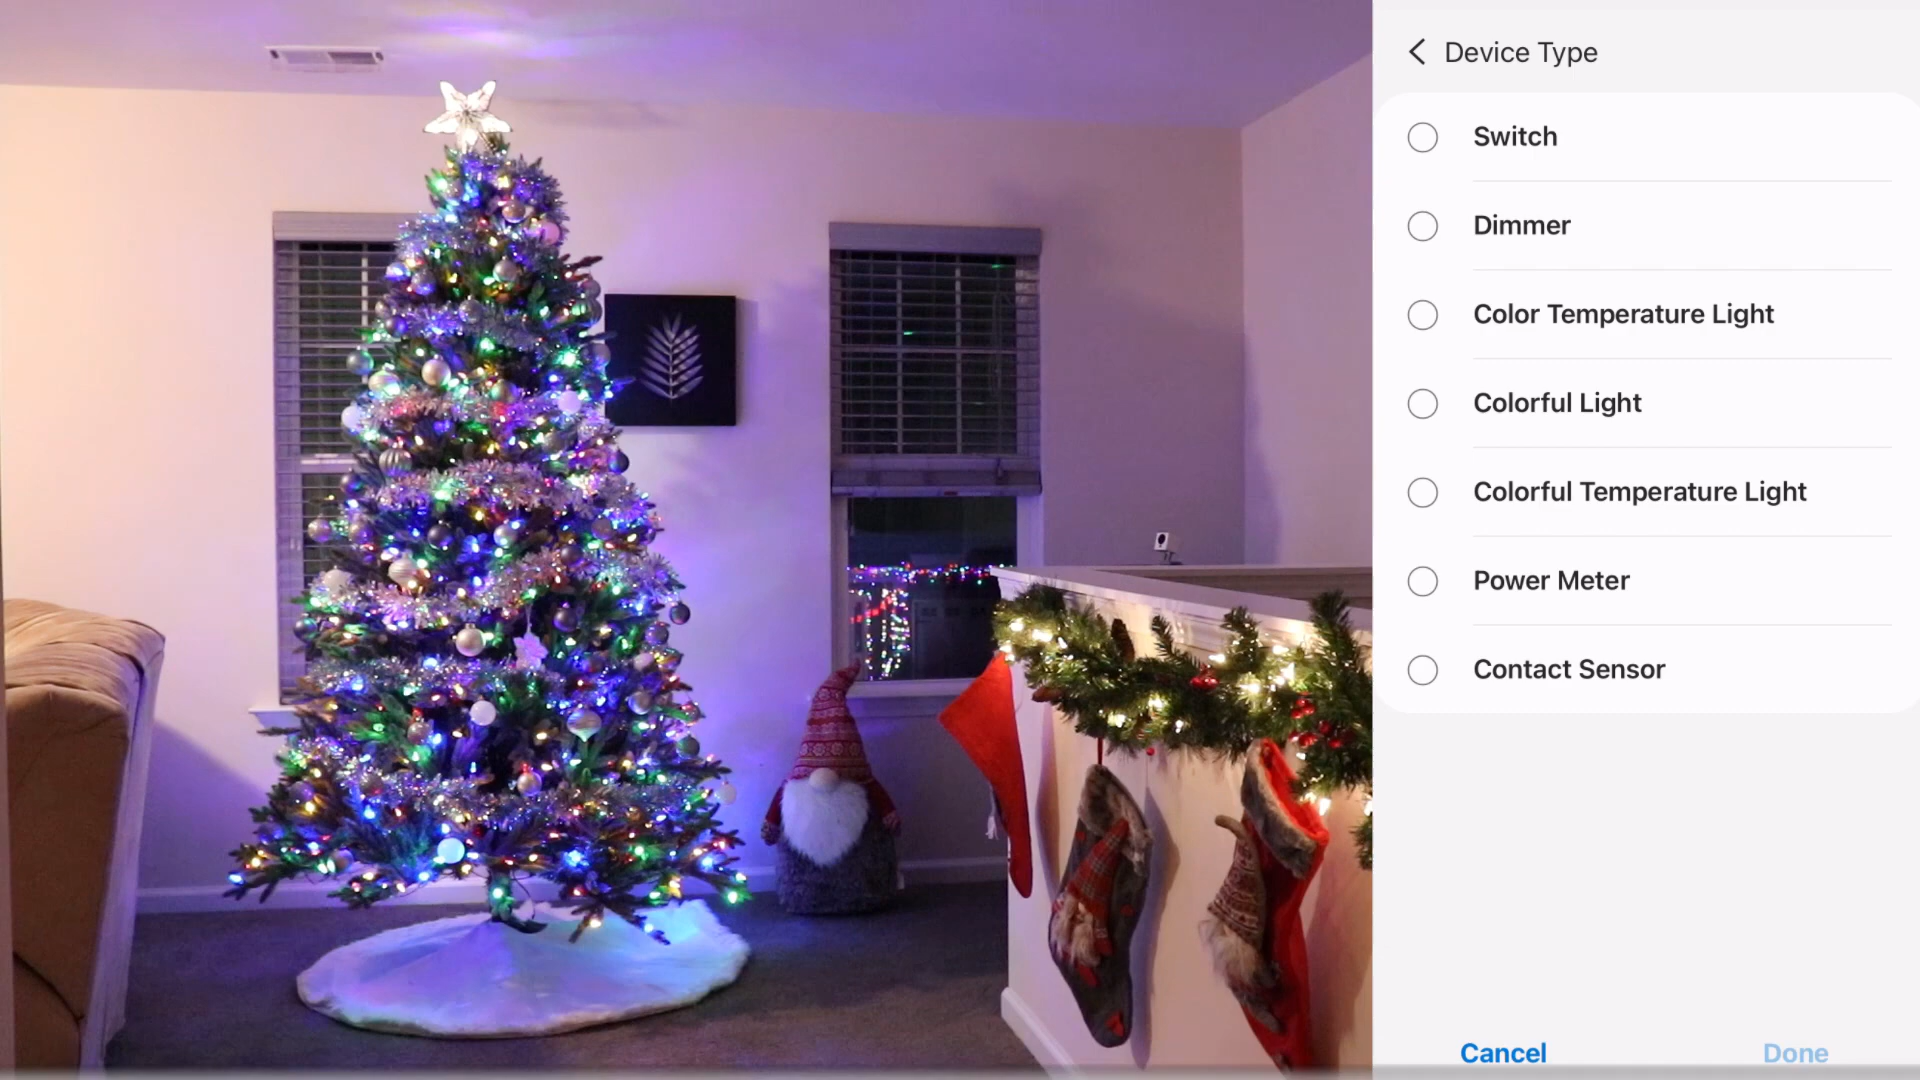 Device Type
Switch
Dimmer
Color Temperature Light
Colorful Light
Colorful Temperature Light
Power Meter
Contact Sensor
Cancel
Done